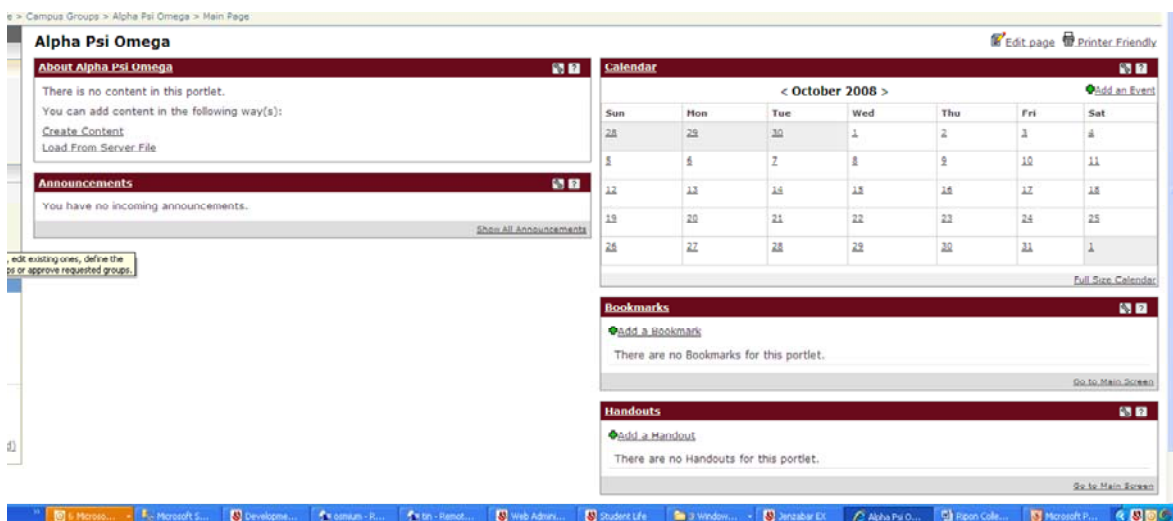 e > Campus Groups > Alpha Psi Omega > Main Page
Alpha Psi Omega
Edit page Printer Friendly
About Alpha Psi Omega
There is no content in this portlet.
You can add content in the following way(s):
Create Content
Load From Server File
Announcements
You have no incoming announcements.
Show All Announcements
, edit existing ones, define the
ps or approve requested groups.
d)
Calendar
< October 2008 >
Add an Event
Sun Mon Tue Wed Thu Fri Sat
28 29 30 1 2 3 4
5 6 7 8 9 10 11
12 13 14 15 16 17 18
19 20 21 22 23 24 25
26 27 28 29 30 31 1
Full Size Calendar
Bookmarks
Add a Bookmark
There are no Bookmarks for this portlet.
Go to Main Screen
Handouts
Add a Handout
There are no Handouts for this portlet.
Go to Main Screen
6 Microso... Microsoft S... Developme... osmium - R... tin - Remot... Web Admini... Student Life 3 Window... Jenzabar EX Alpha Psi O... Ripon Colle... Microsoft P...